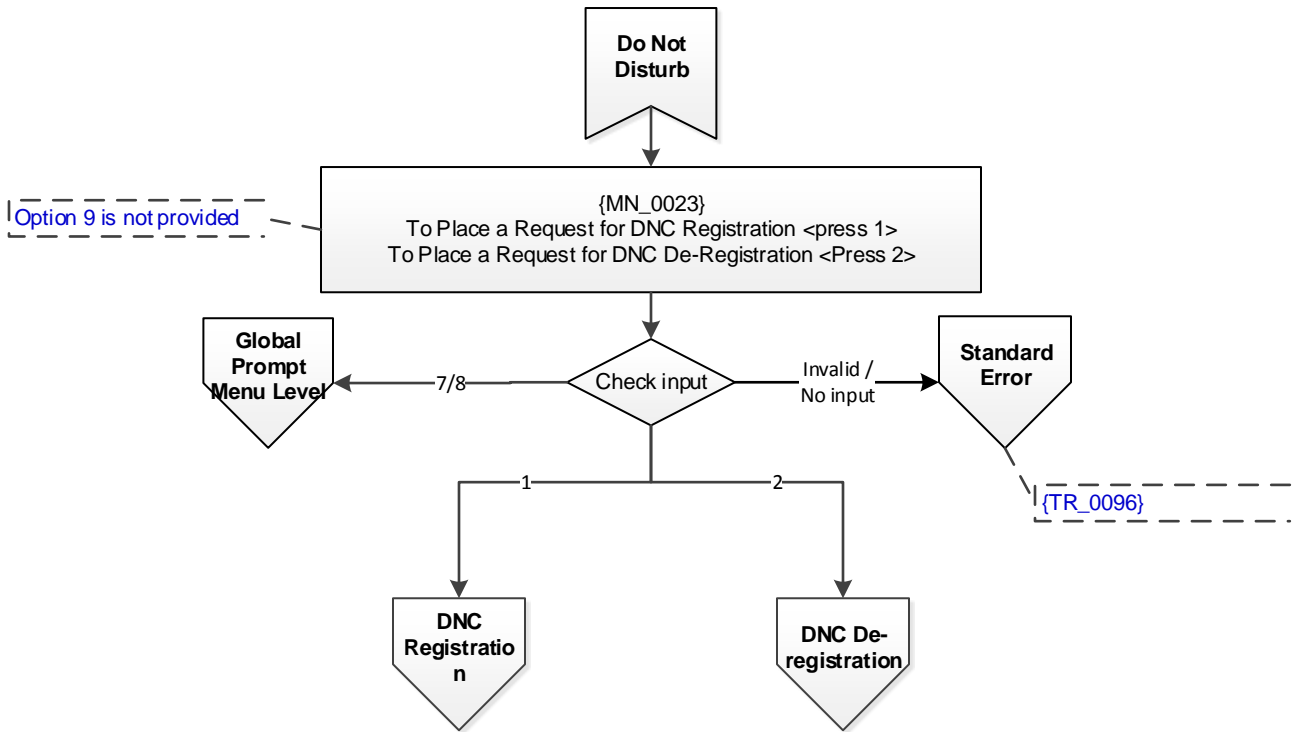 Do Not
Disturb
{MN_0023}
To Place a Request for DNC Registration <press 1>
To Place a Request for DNC De-Registration <Press 2>
Option 9 is not provided
Global
Prompt
Menu Level
7/8
Check input
Invalid /
No input
Standard
Error
{TR_0096}
1
2
DNC
Registratio
n
DNC De-
registration